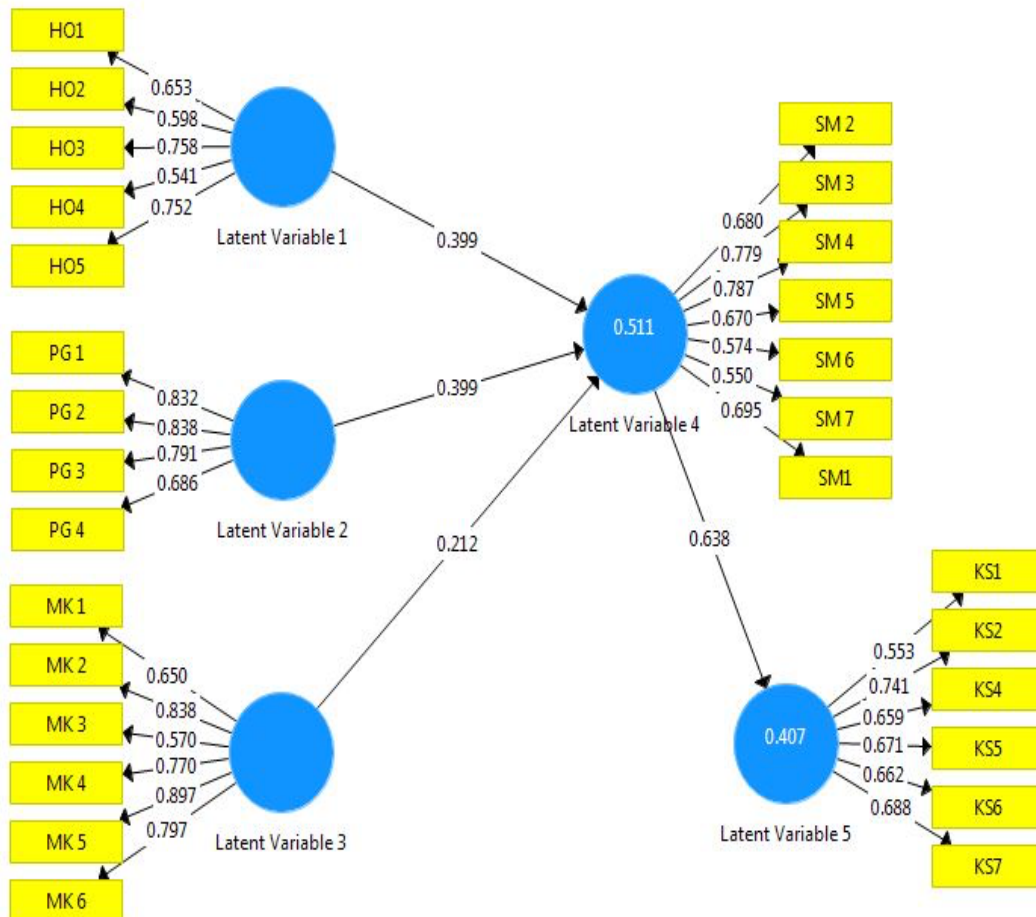 HO1
HO2
HO3
HO4
HO5
0.653
0.598
0.758
0.541
0.752
Latent Variable 1
0.399
PG 1
PG 2
PG 3
PG 4
0.832
0.838
0.791
0.686
Latent Variable 2
0.399
MK 1
MK 2
MK 3
MK 4
MK 5
MK 6
0.650
0.838
0.570
0.770
0.897
0.797
Latent Variable 3
0.212
0.511
Latent Variable 4
0.680
0.779
0.787
0.670
0.574
0.550
0.695
SM 2
SM 3
SM 4
SM 5
SM 6
SM 7
SM1
0.638
0.407
Latent Variable 5
0.553
0.741
0.659
0.671
0.662
0.688
KS1
KS2
KS4
KS5
KS6
KS7